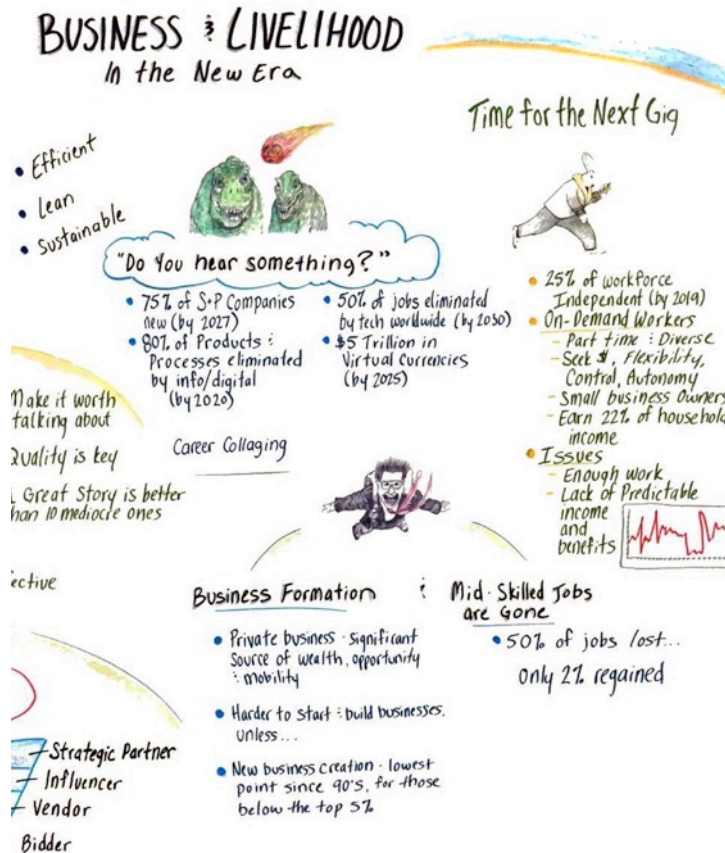 BUSINESS & LIVELIHOOD
In the New Era
• Efficient
• Lean
• Sustainable
"Do You hear something?"
• 75% of S+P Companies
new (by 2027)
• 80% of Products &
Processes eliminated
by info/digital
(by 2020)
• 50% of jobs eliminated
by tech worldwide (by 2030)
• $5 Trillion in
Virtual Currencies
(by 2025)
Career Collaging
Time for the Next Gig
• 25% of workforce
Independent (by 2019)
• On-Demand Workers
- Part time & Diverse
- Seek $, Flexibility,
Control, Autonomy
- Small business Owners
- Earn 22% of household
income
• Issues
- Enough work
- Lack of Predictable
income
and
benefits
Make it worth
talking about
Quality is key
Great Story is better
than 10 mediocre ones
ective
Business Formation & Mid-Skilled Jobs
are Gone
• Private business - significant
Source of wealth, opportunity
& mobility
• Harder to start & build businesses,
unless...
• New business creation - lowest
point since 90'S, for those
below the top 5%
• 50% of jobs lost...
Only 2% regained
Strategic Partner
Influencer
Vendor
Bidder